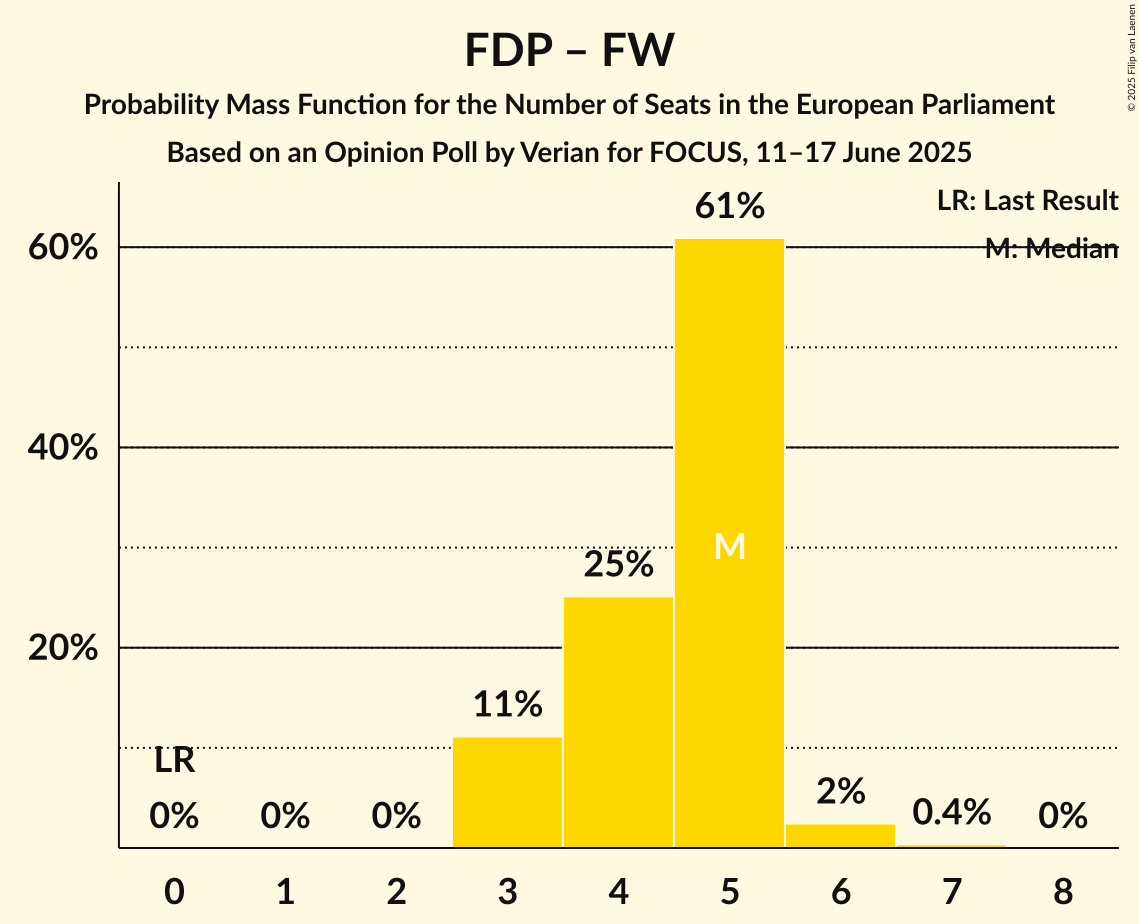 FDP – FW
Probability Mass Function for the Number of Seats in the European Parliament
Based on an Opinion Poll by Verian for FOCUS, 11–17 June 2025
© 2025 Filip van Laenen
LR: Last Result
M: Median
60%
40%
20%
61%
M
25%
11%
LR
0%
0%
0%
2%
0.4%
0%
0 1 2 3 4 5 6 7 8